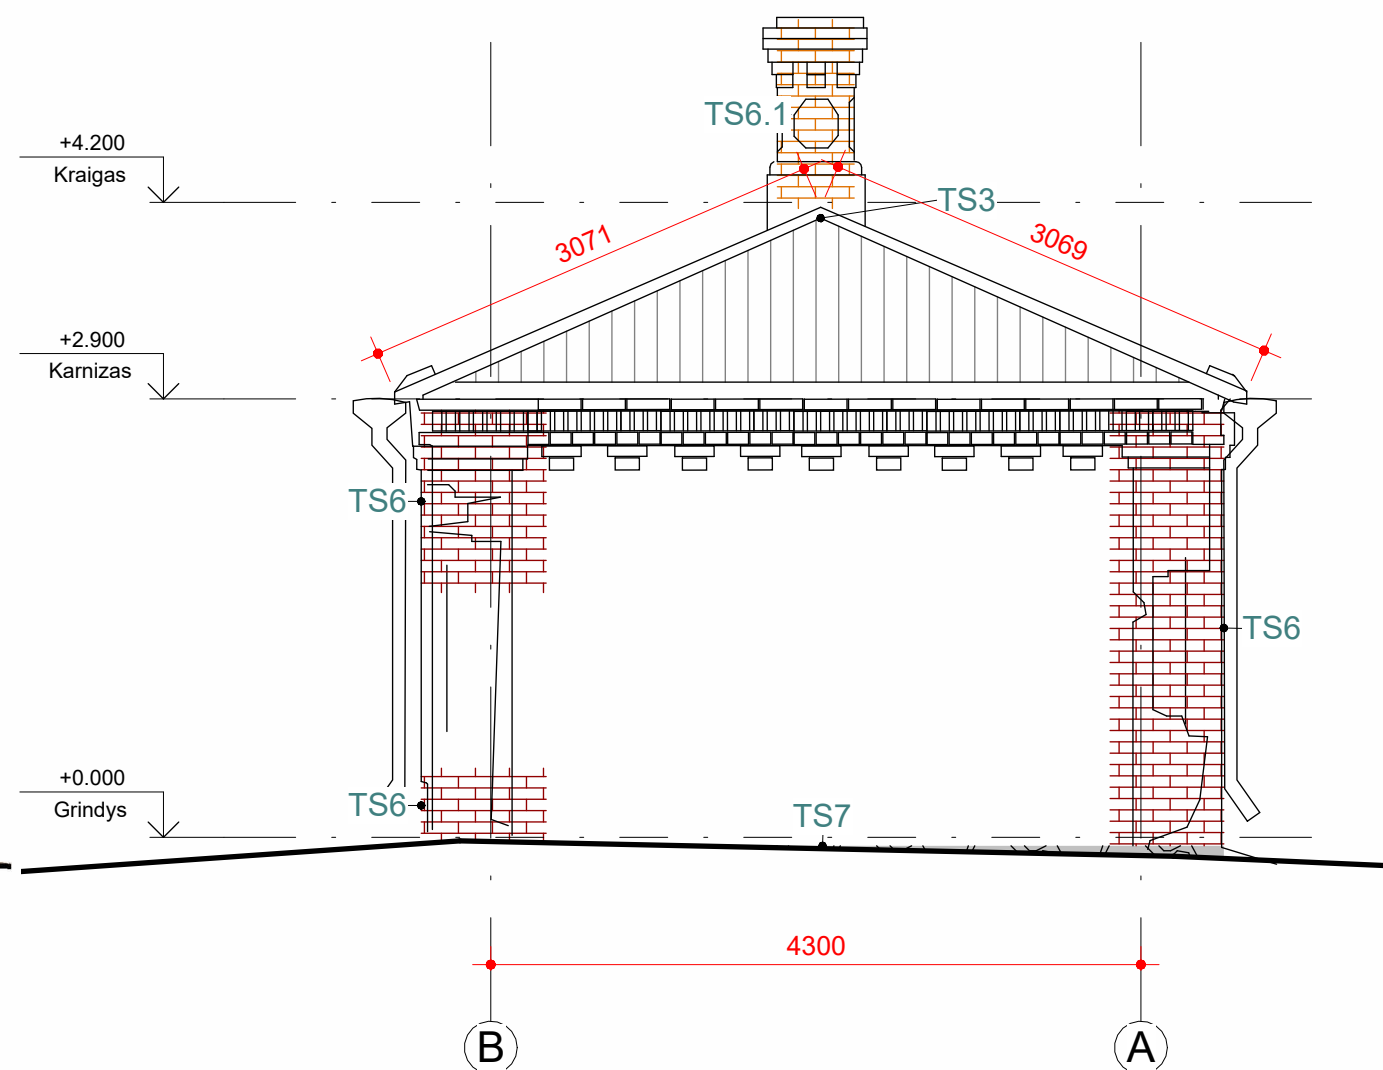 TS6.1
+4.200
Kraigas
TS3
3071
3069
+2.900
Karnizas
TS6
TS6
+0.000
Grindys
TS6
TS7
4300
B
A